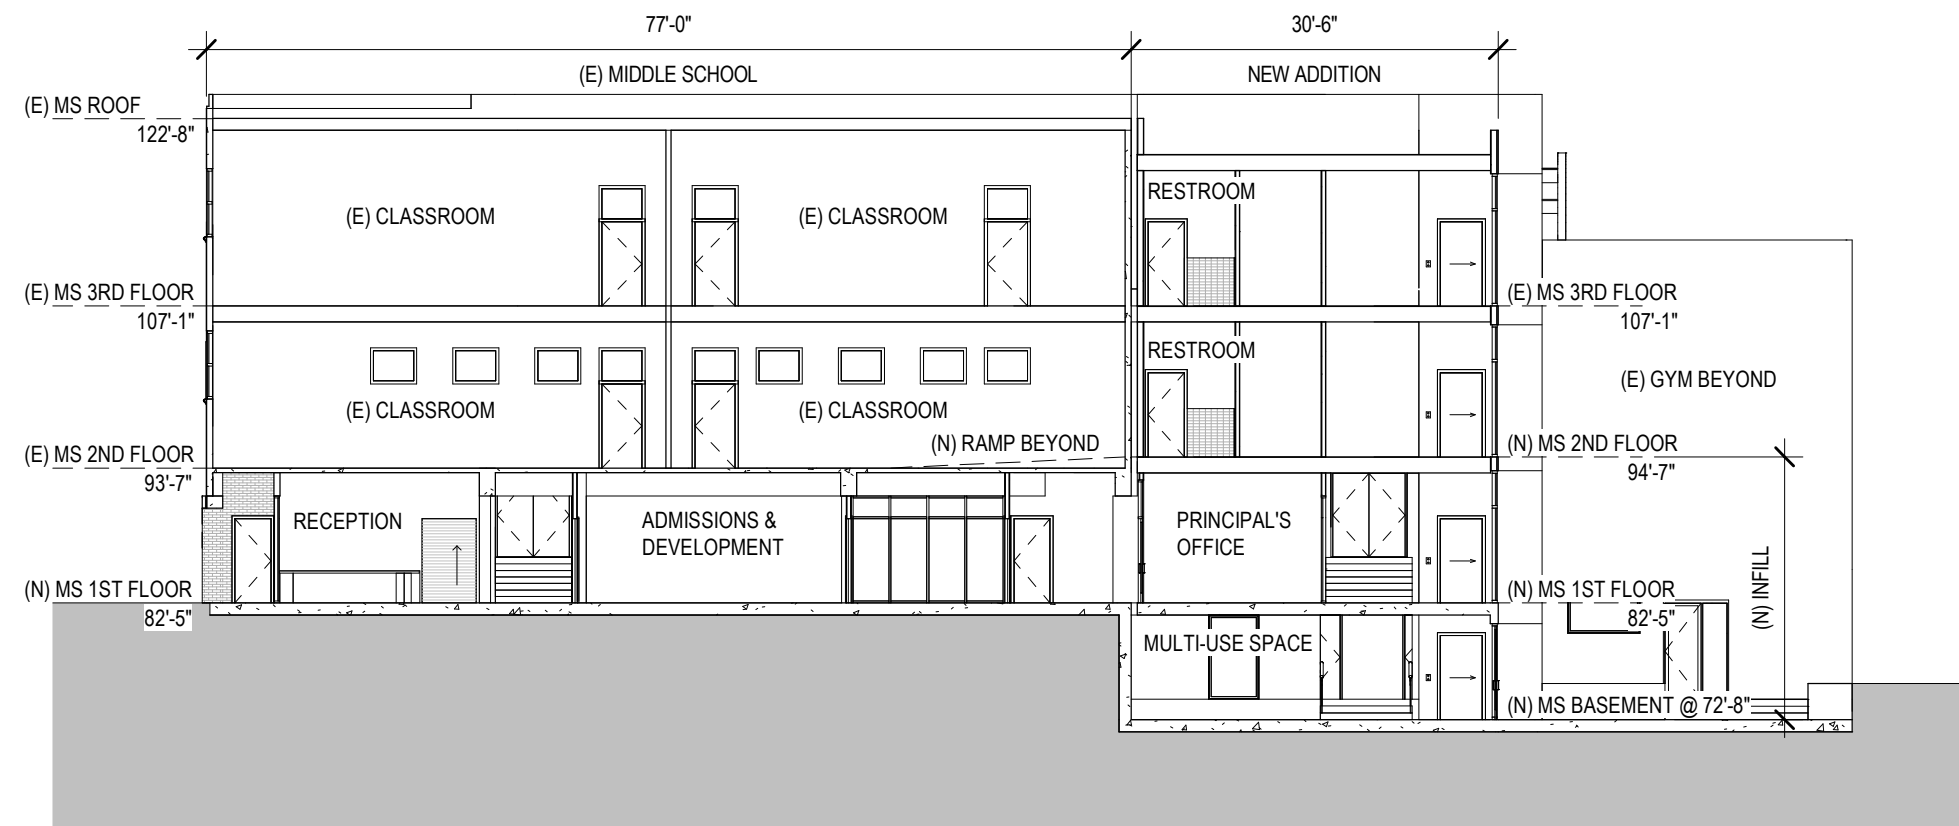 77'-0"
30'-6"
(E) MIDDLE SCHOOL
NEW ADDITION
(E) MS ROOF
122'-8"
RESTROOM
(E) CLASSROOM
(E) CLASSROOM
(E) MS 3RD FLOOR
107'-1"
(E) MS 3RD FLOOR
107'-1"
RESTROOM
(E) GYM BEYOND
(E) CLASSROOM
(E) CLASSROOM
(N) RAMP BEYOND
(E) MS 2ND FLOOR
93'-7"
(N) MS 2ND FLOOR
94'-7"
RECEPTION
ADMISSIONS &
DEVELOPMENT
PRINCIPAL'S
OFFICE
(N) INFILL
(N) MS 1ST FLOOR
82'-5"
(N) MS 1ST FLOOR
82'-5"
MULTI-USE SPACE
(N) MS BASEMENT @ 72'-8"